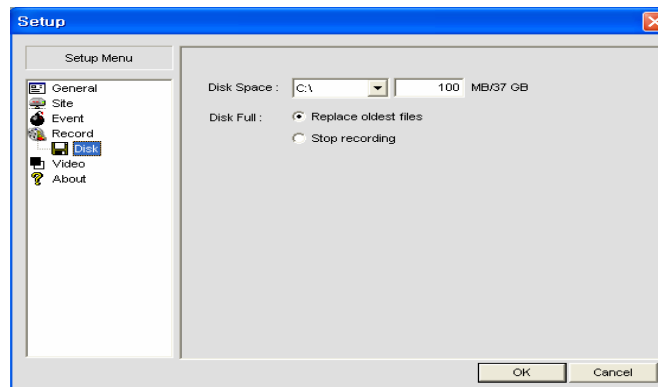 Setup
Setup Menu
General
Site
Event
Record
Disk
Video
About
Disk Space : C:\ 100 MB/37 GB
Disk Full : Replace oldest files
Stop recording
OK Cancel